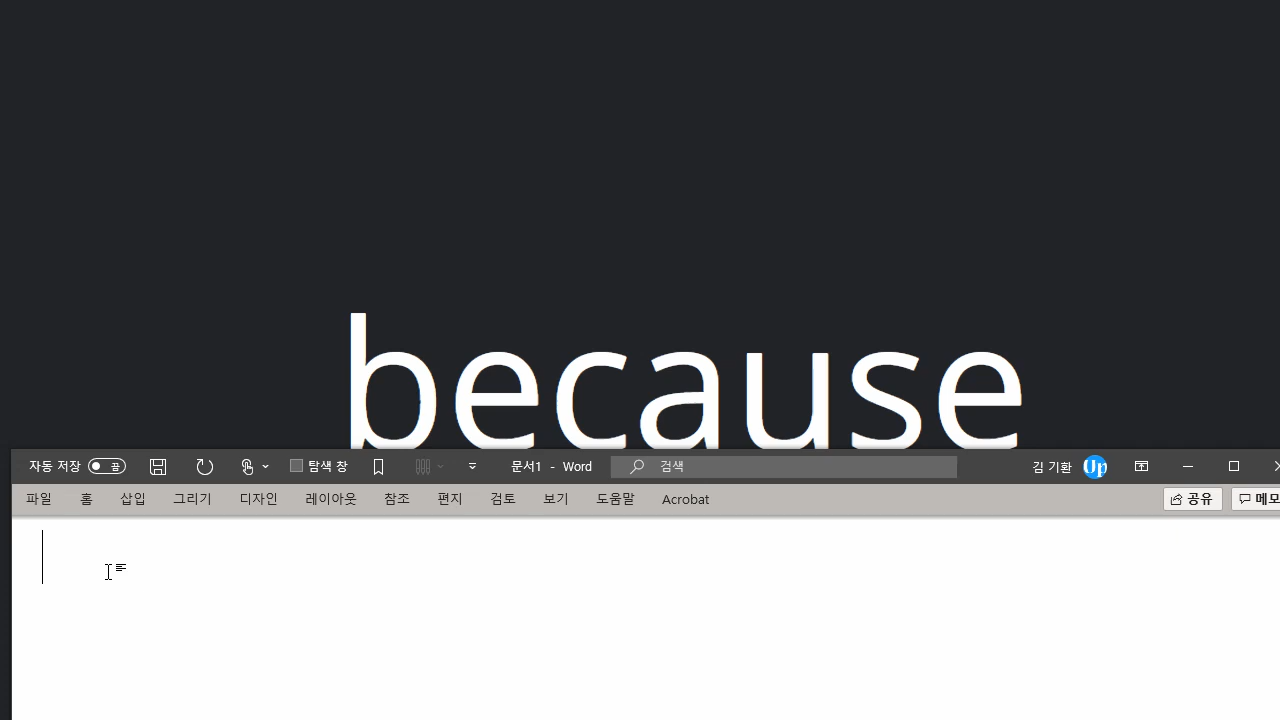 because
자동 저장 끔 탐색 창 문서1 - Word 검색 김 기환 Up
파일 홈 삽입 그리기 디자인 레이아웃 참조 편지 검토 보기 도움말 Acrobat 공유 메모